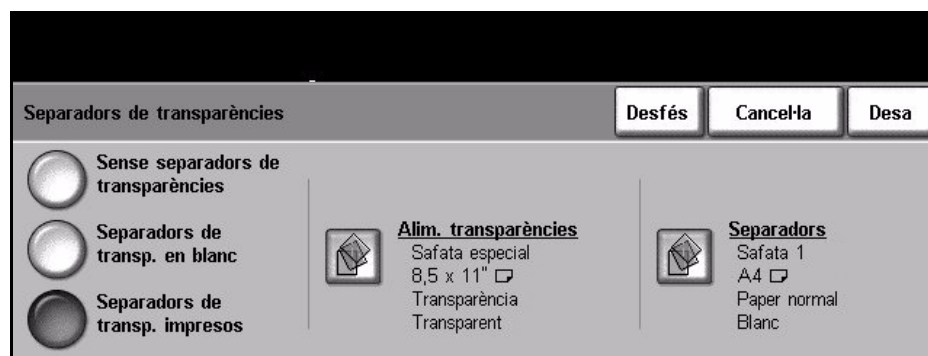 Separadors de transparències
Desfés
Cancel·la
Desa
Sense separadors de
transparències
Separadors de
transp. en blanc
Separadors de
transp. impresos
Alim. transparències
Safata especial
8,5 x 11"
Transparència
Transparent
Separadors
Safata 1
A4
Paper normal
Blanc